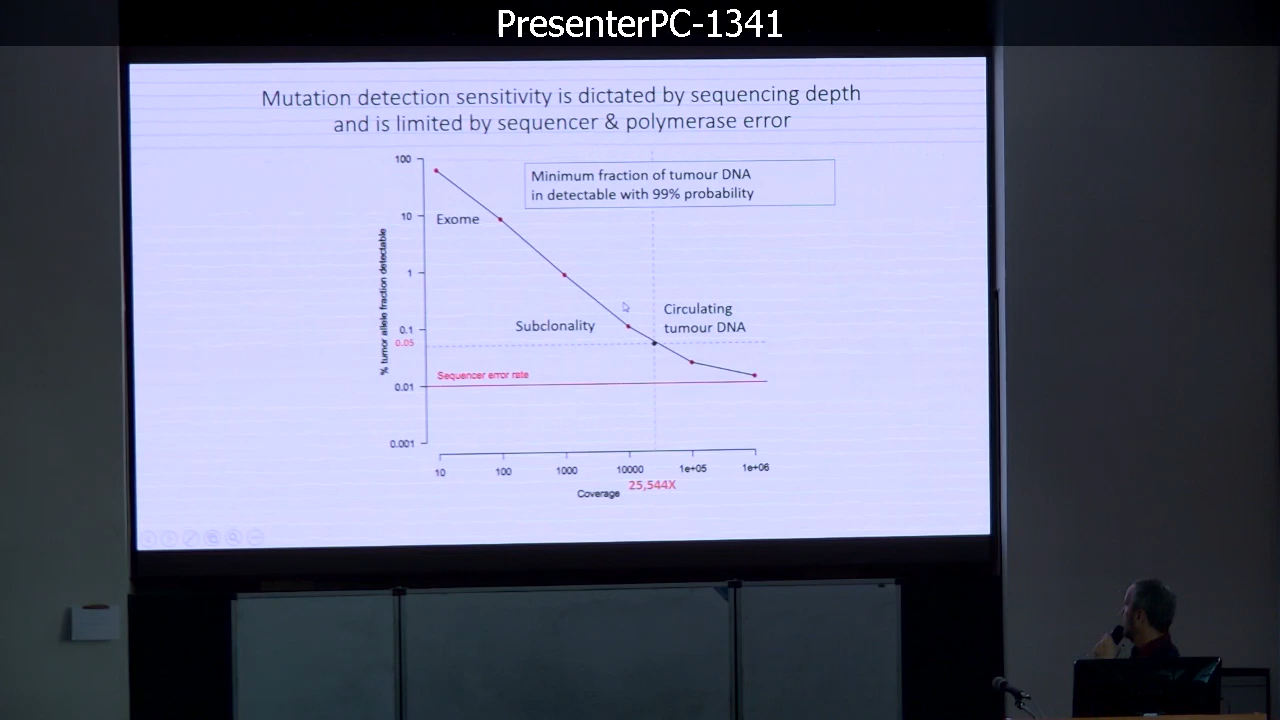 PresenterPC-1341
Mutation detection sensitivity is dictated by sequencing depth
and is limited by sequencer & polymerase error
Minimum fraction of tumour DNA
in detectable with 99% probability
% tumor allele fraction detectable
100
10
1
0.1
0.05
0.01
0.001
Exome
Subclonality
Circulating
tumour DNA
Sequencer error rate
10
100
1000
10000
1e+05
1e+06
25,544X
Coverage